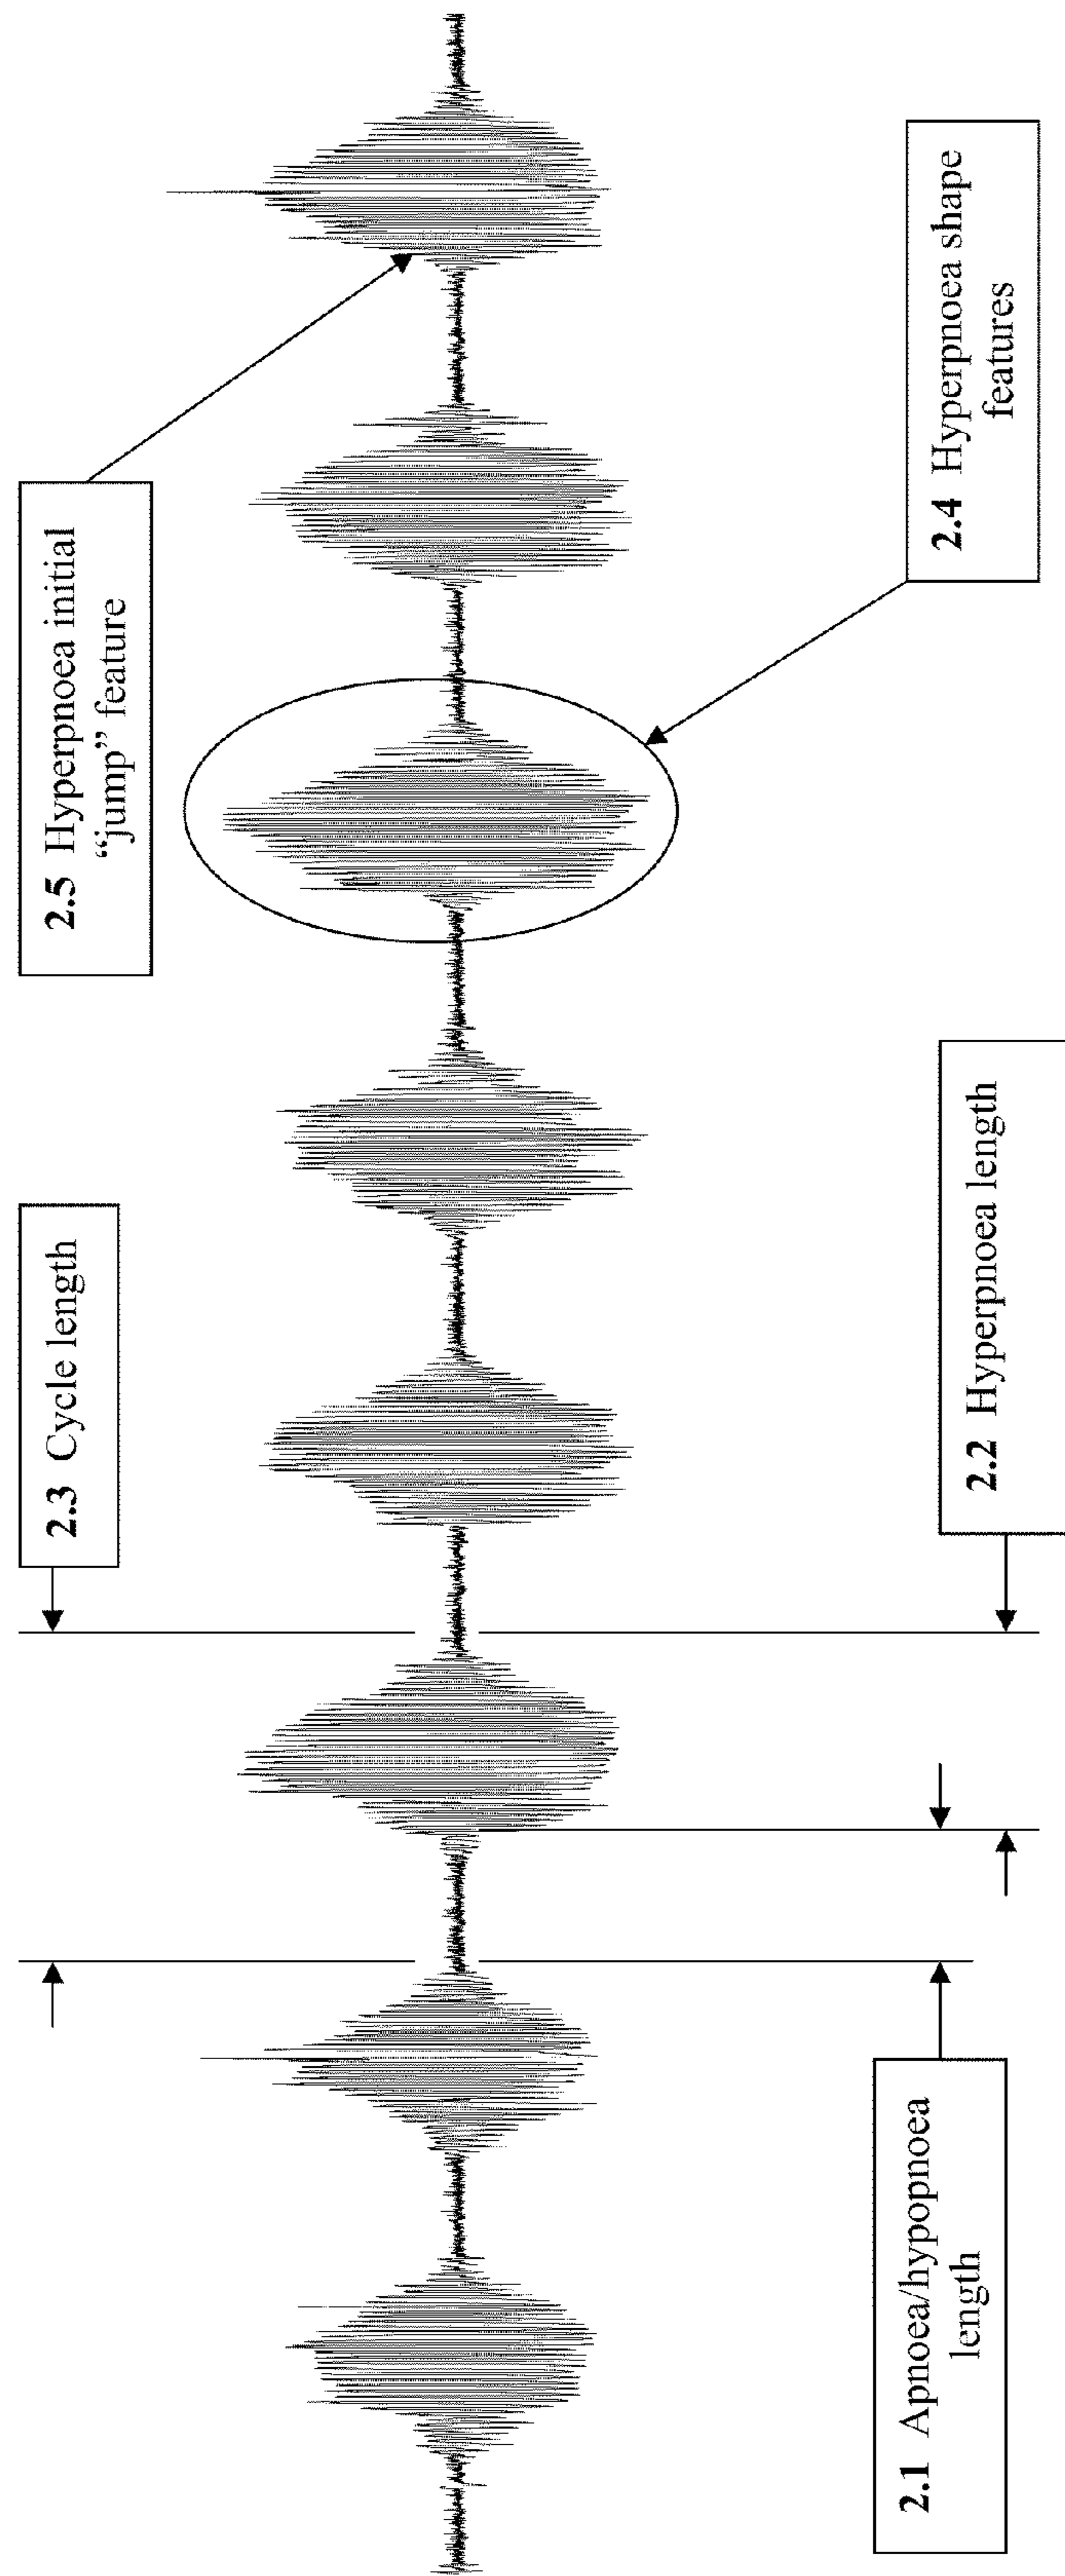 2.3 Cycle length
2.5 Hyperpnoea initial
“jump” feature
2.1 Apnoea/hypopnoea
length
2.2 Hyperpnoea length
2.4 Hyperpnoea shape
features